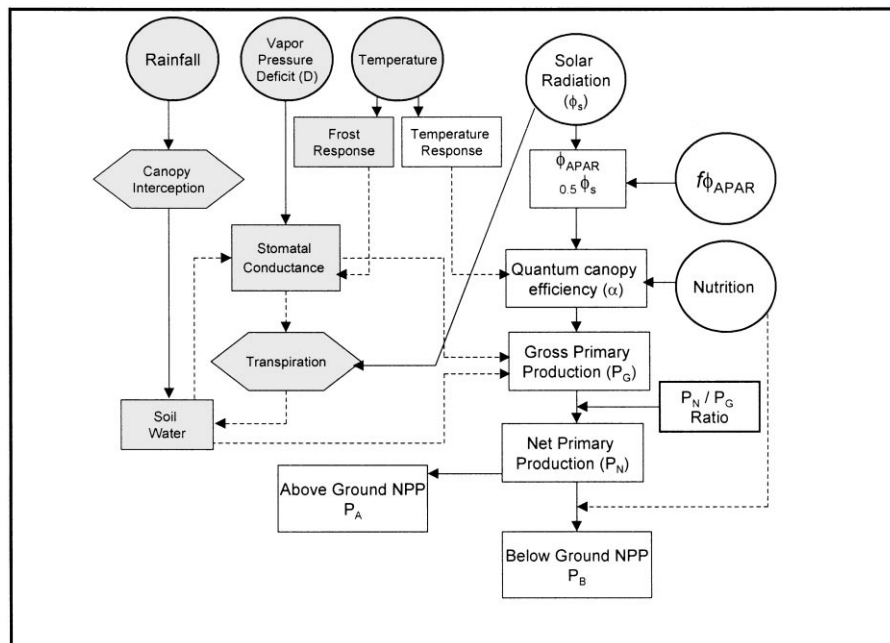 Rainfall
Vapor
Pressure
Deficit (D)
Temperature
Solar
Radiation
(ϕs)
Frost
Response
Temperature
Response
Canopy
Interception
ϕAPAR
0.5 ϕs
fϕAPAR
Stomatal
Conductance
Quantum canopy
efficiency (α)
Nutrition
Transpiration
Gross Primary
Production (PG)
PN / PG
Ratio
Soil
Water
Net Primary
Production (PN)
Above Ground NPP
PA
Below Ground NPP
PB